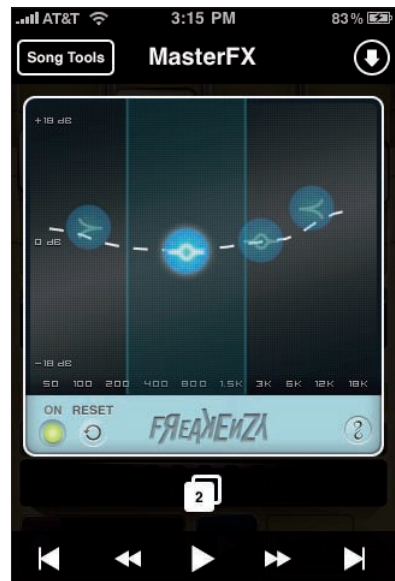 AT&T 3:15 PM 83%
Song Tools MasterFX
+18 dB
0 dB
-18 dB
50 100 200 400 800 1.5K 3K 6K 12K 18K
ON RESET FREAKENZY
2